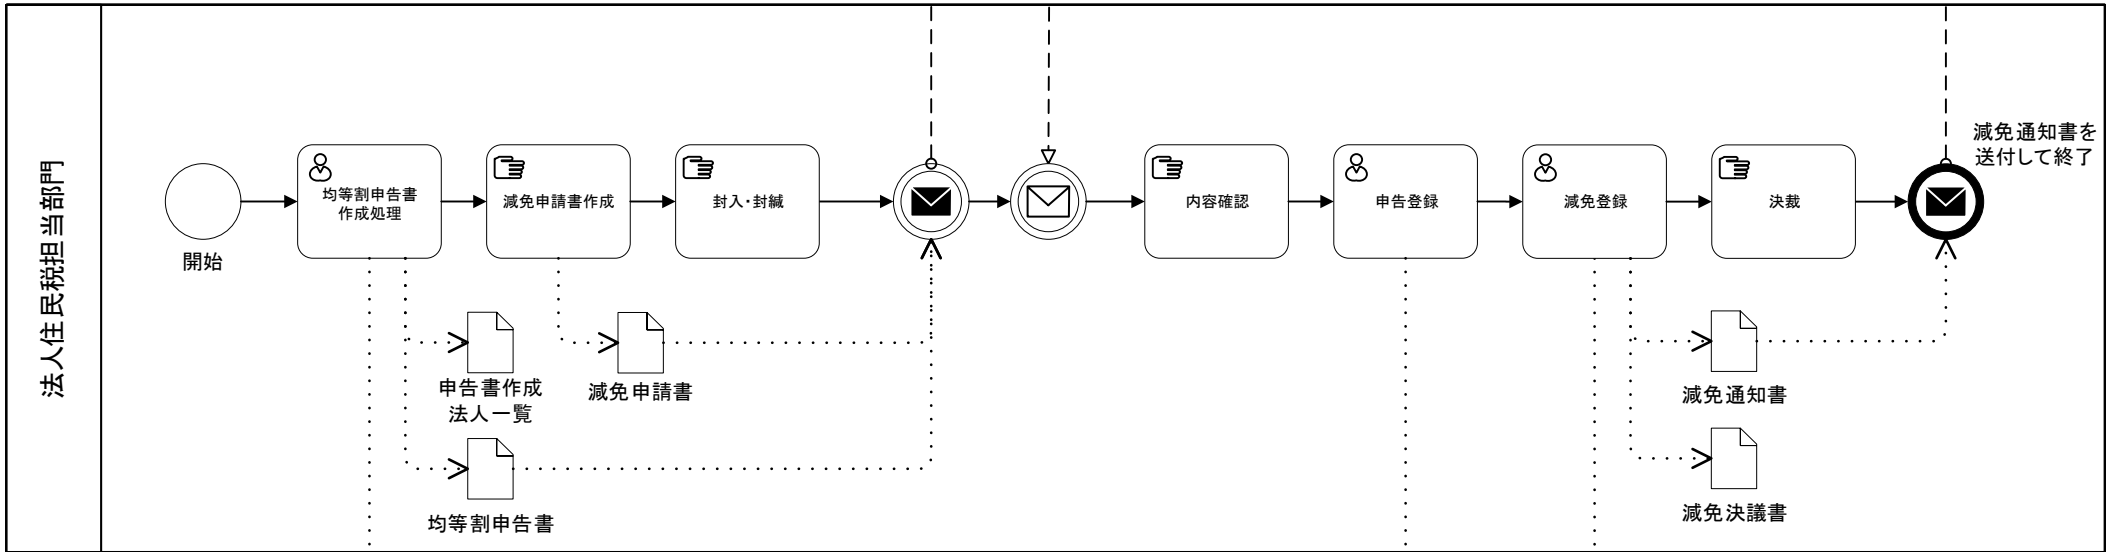 法人住民税担当部門
開始
均等割申告書
作成処理
減免申請書作成
封入・封緘
内容確認
申告登録
減免登録
決裁
減免通知書を
送付して終了
申告書作成
法人一覧
減免申請書
均等割申告書
減免通知書
減免決議書